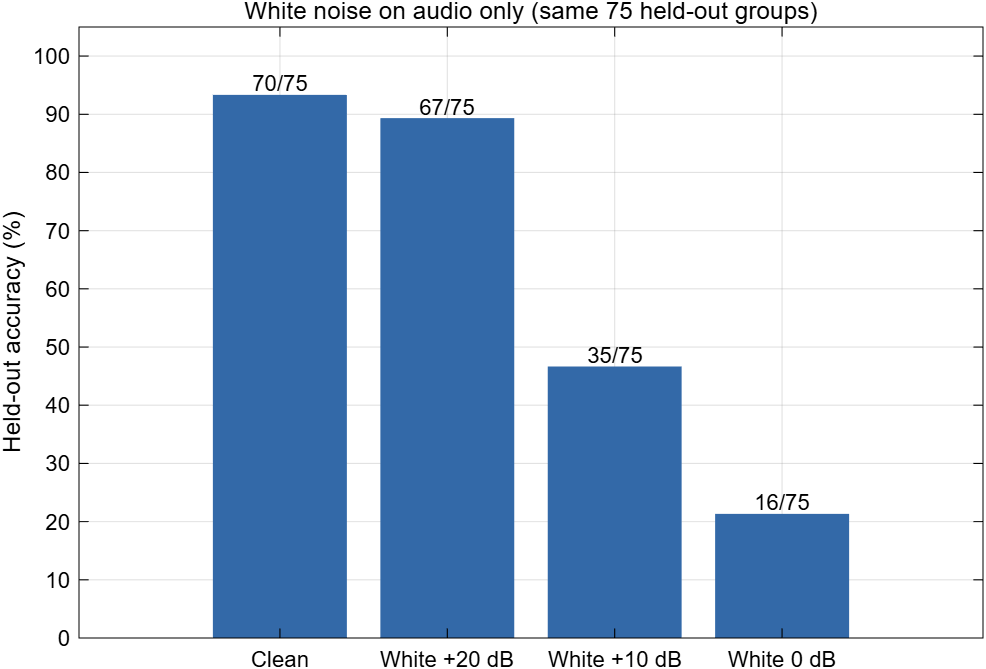 White noise on audio only (same 75 held-out groups)
Held-out accuracy (%)
100
90
80
70
60
50
40
30
20
10
0
70/75
67/75
35/75
16/75
Clean
White +20 dB
White +10 dB
White 0 dB